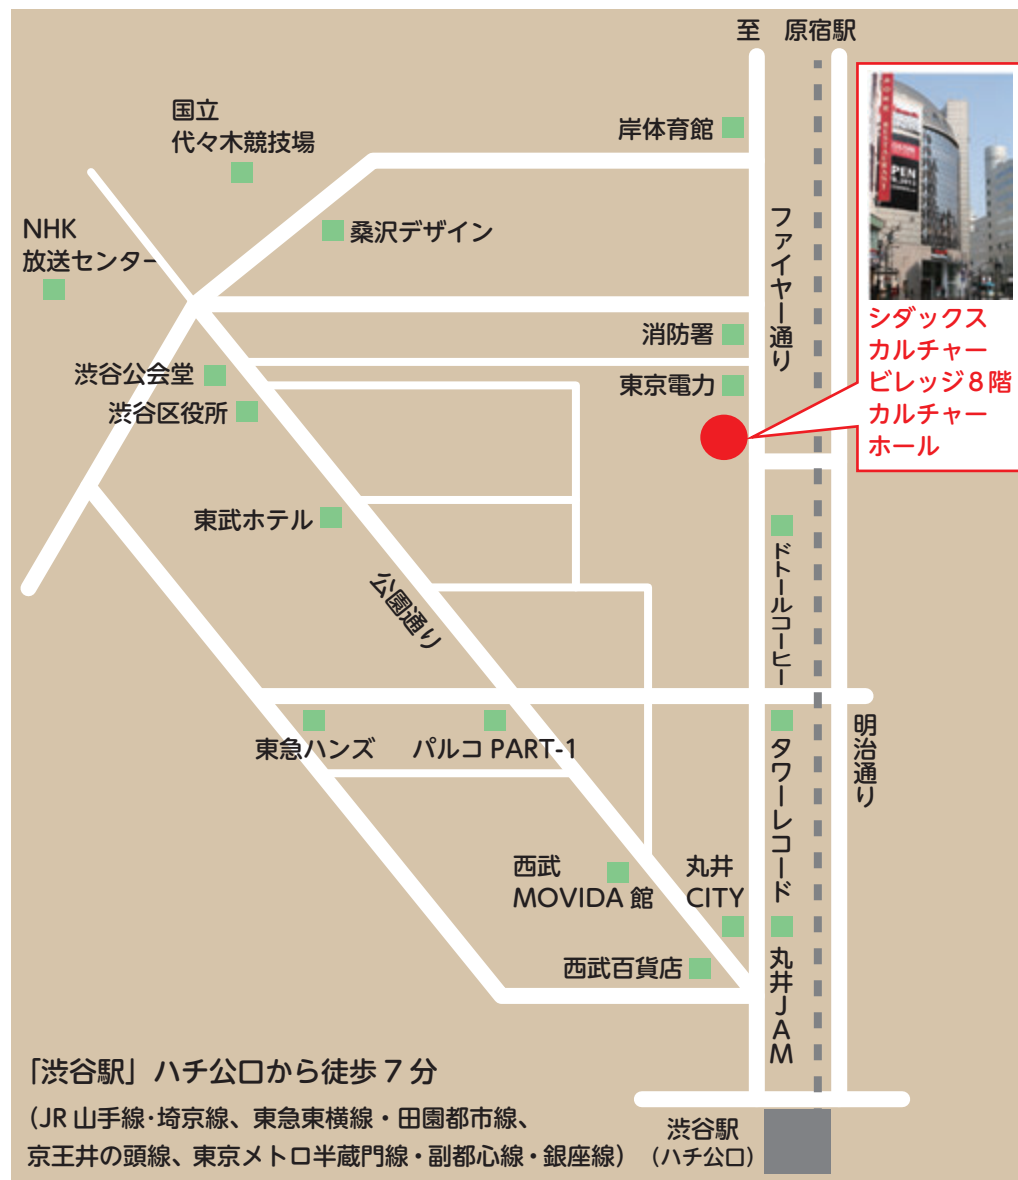 至　原宿駅
国立
代々木競技場
岸体育館
NHK
放送センター
桑沢デザイン
ファイヤー通り
シダックス
カルチャー
ビレッジ８階
カルチャー
ホール
消防署
東京電力
渋谷公会堂
渋谷区役所
東武ホテル
公園通り
ドトールコーヒー
東急ハンズ
パルコ PART-1
タワーレコード
明治通り
西武
MOVIDA 館
丸井
CITY
西武百貨店
丸井JAM
「渋谷駅」ハチ公口から徒歩 7 分
（JR 山手線･埼京線、東急東横線・田園都市線、
京王井の頭線、東京メトロ半蔵門線・副都心線・銀座線）
渋谷駅
（ハチ公口）